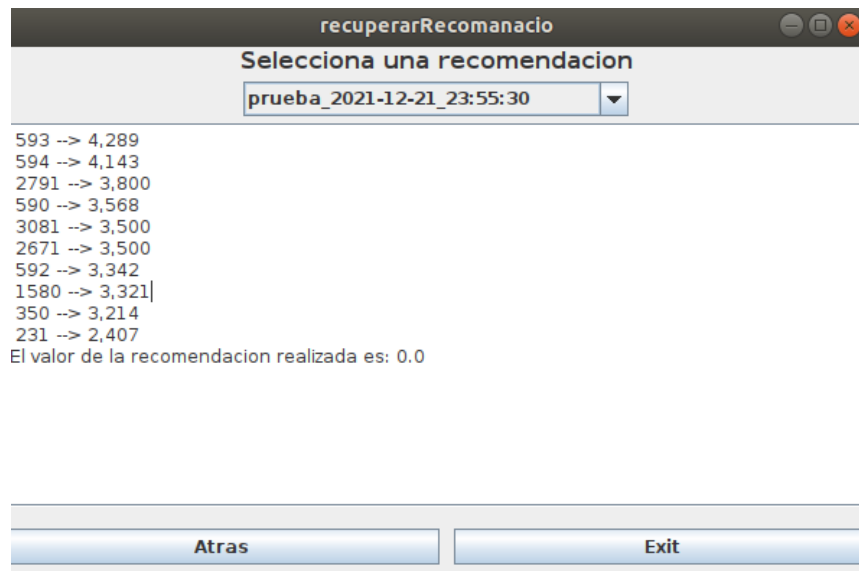 recuperarRecomanacio
Selecciona una recomendacion
prueba_2021-12-21_23:55:30
593 --> 4,289
594 --> 4,143
2791 --> 3,800
590 --> 3,568
3081 --> 3,500
2671 --> 3,500
592 --> 3,342
1580 --> 3,321
350 --> 3,214
231 --> 2,407
El valor de la recomendacion realizada es: 0.0
Atras
Exit